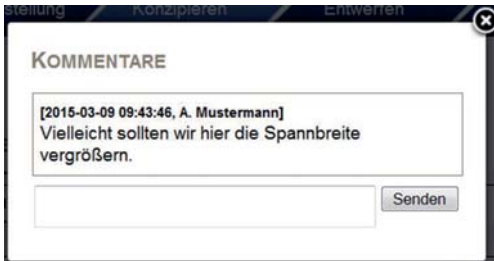 stellung
Konzipieren
Entwerfen
KOMMENTARE
[2015-03-09 09:43:46, A. Mustermann]
Vielleicht sollten wir hier die Spannbreite
vergrößern.
Senden